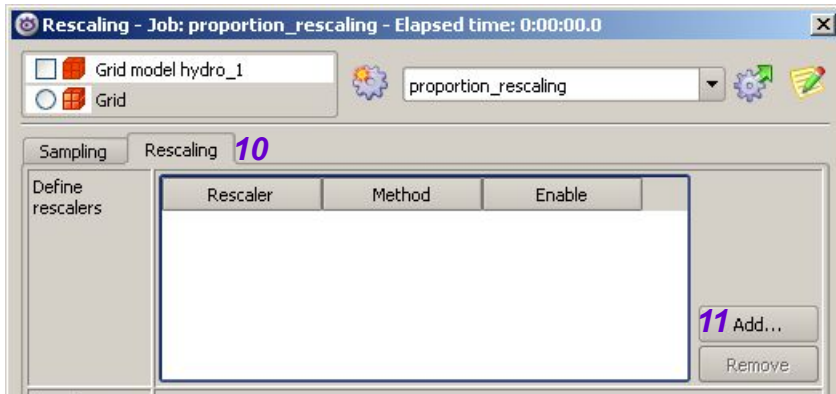 Rescaling - Job: proportion_rescaling - Elapsed time: 0:00:00.0
Grid model hydro_1
Grid
proportion_rescaling
Sampling Rescaling 10
Define rescalers
Rescaler Method Enable
11 Add...
Remove